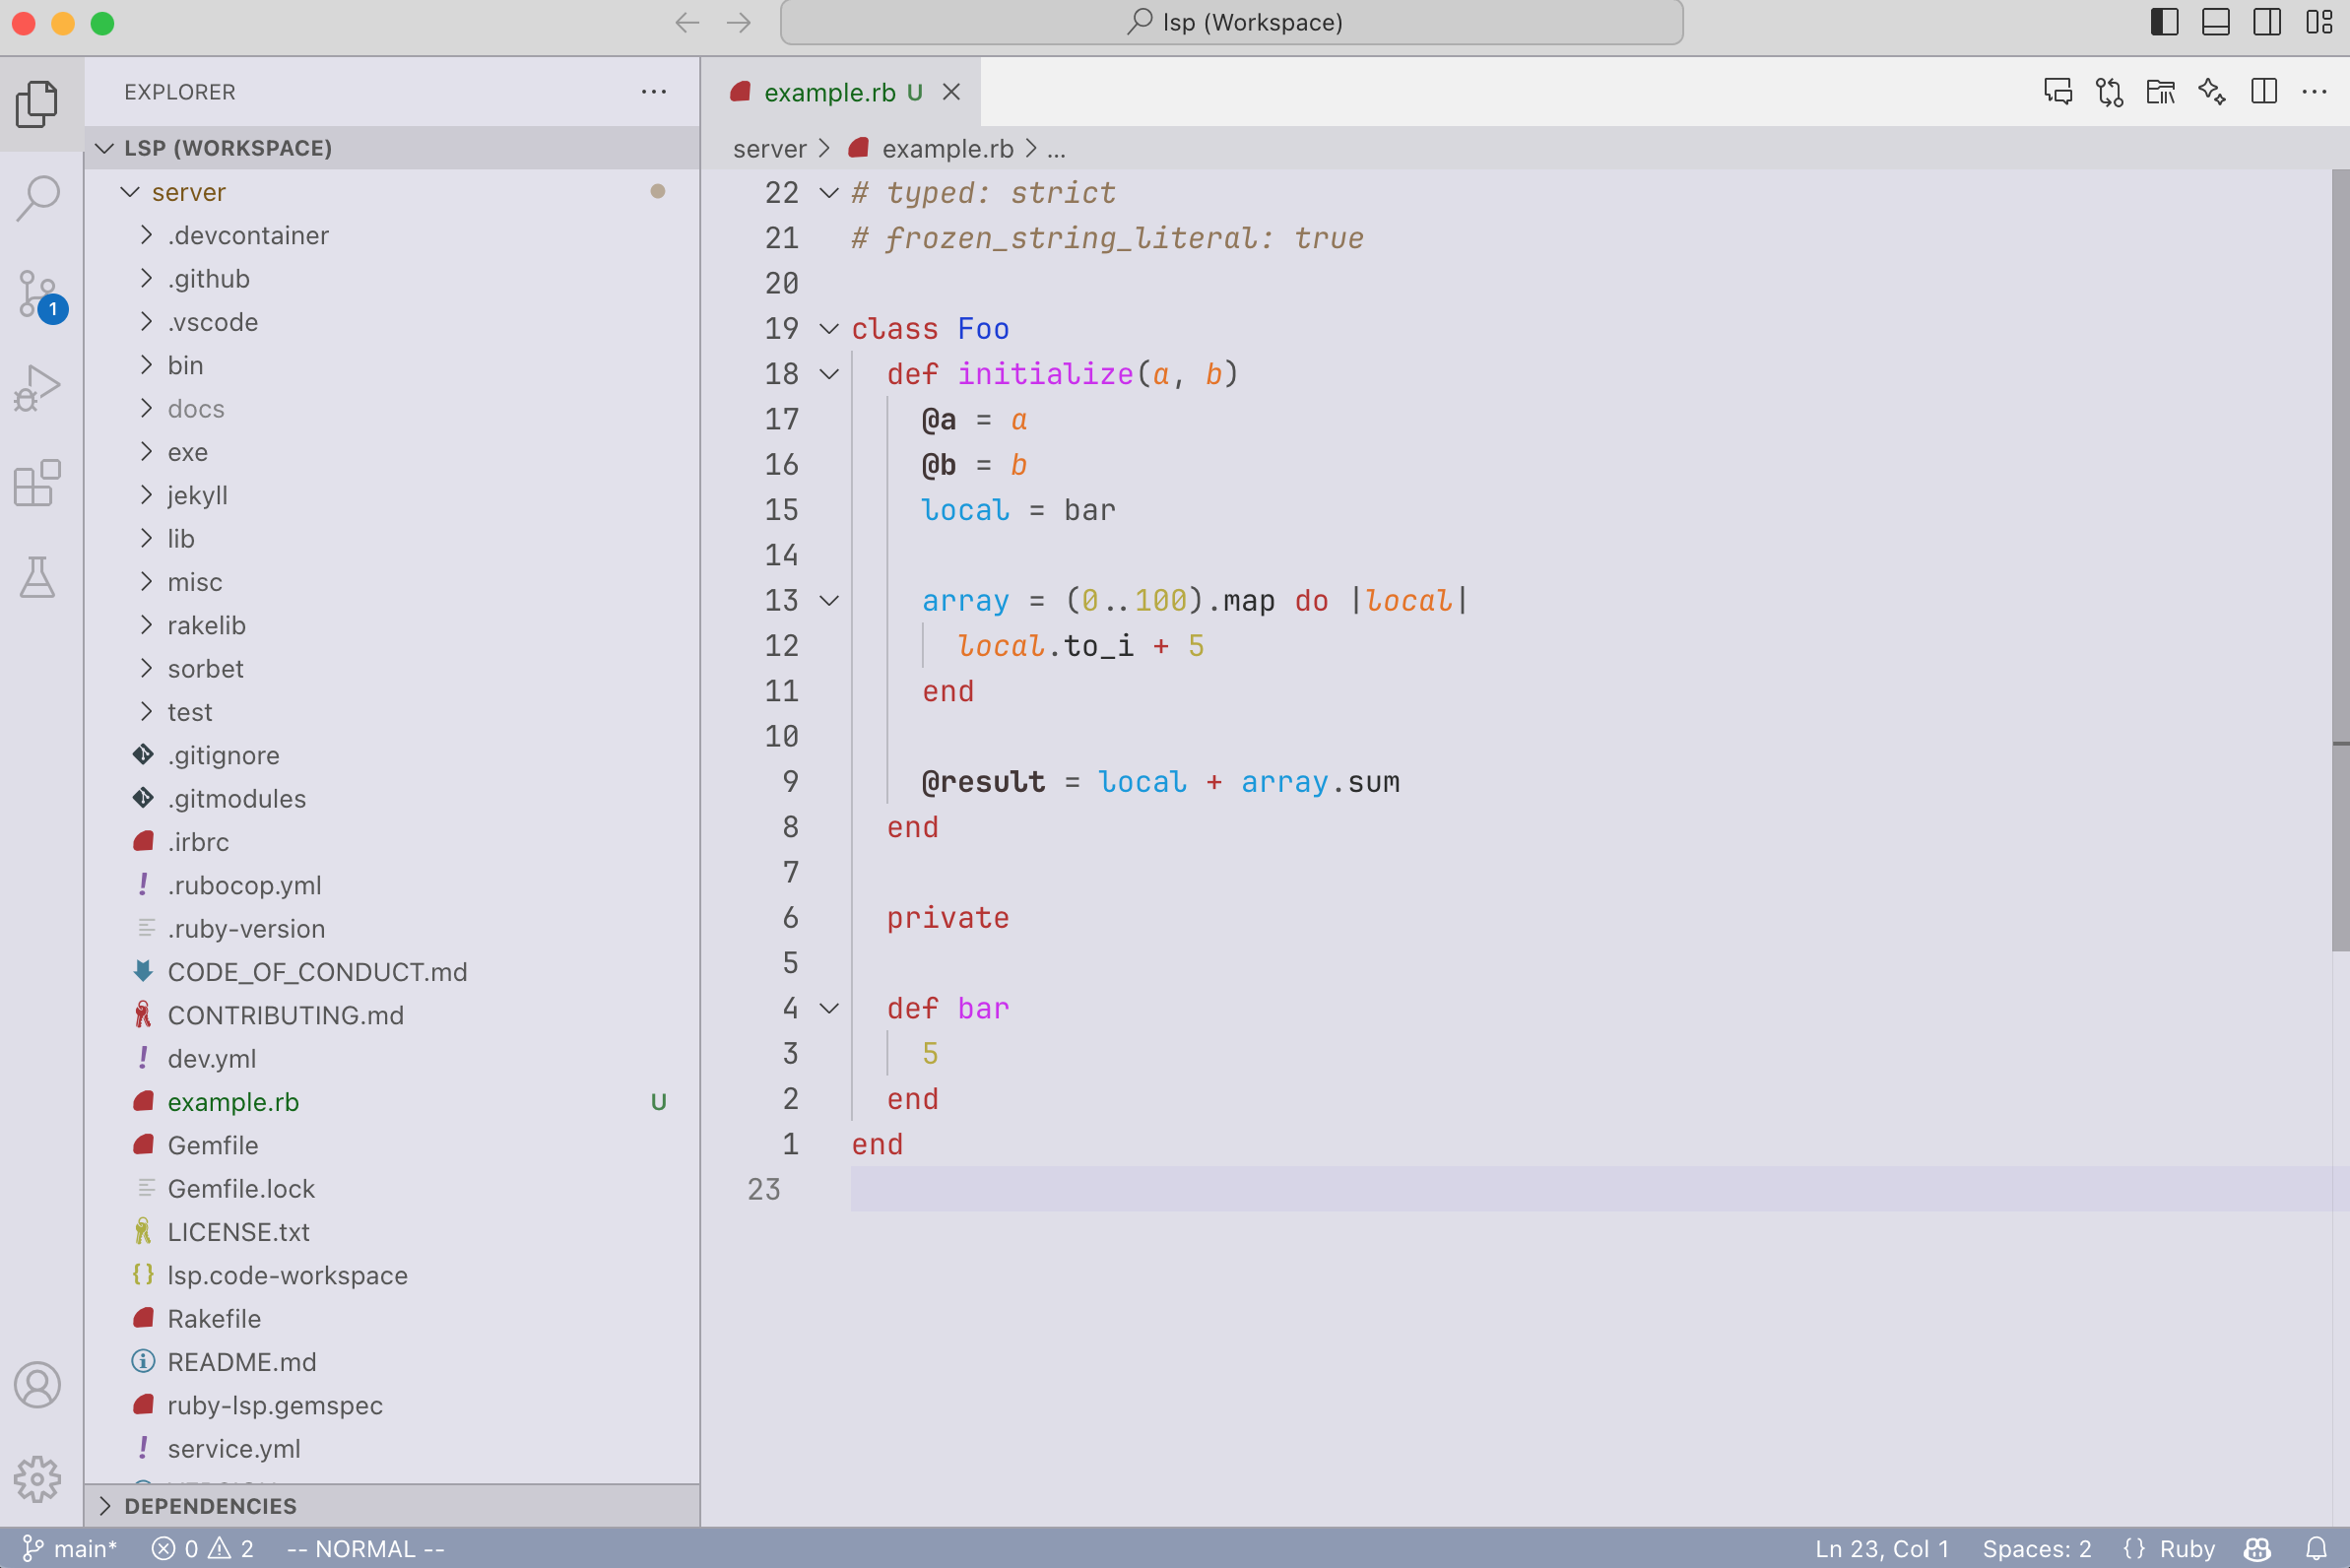 lsp (Workspace)
EXPLORER
LSP (WORKSPACE)
server
.devcontainer
.github
.vscode
bin
docs
exe
jekyll
lib
misc
rakelib
sorbet
test
.gitignore
.gitmodules
.irbrc
.rubocop.yml
.ruby-version
CODE_OF_CONDUCT.md
CONTRIBUTING.md
dev.yml
example.rb U
Gemfile
Gemfile.lock
LICENSE.txt
lsp.code-workspace
Rakefile
README.md
ruby-lsp.gemspec
service.yml
DEPENDENCIES
1
example.rb U
server > example.rb > ...
22 # typed: strict
21 # frozen_string_literal: true
20
19 class Foo
18 def initialize(a, b)
17 @a = a
16 @b = b
15 local = bar
14
13 array = (0..100).map do |local|
12 local.to_i + 5
11 end
10
9 @result = local + array.sum
8 end
7
6 private
5
4 def bar
3 5
2 end
1 end
23
main* 0 2 -- NORMAL -- Ln 23, Col 1 Spaces: 2 {} Ruby